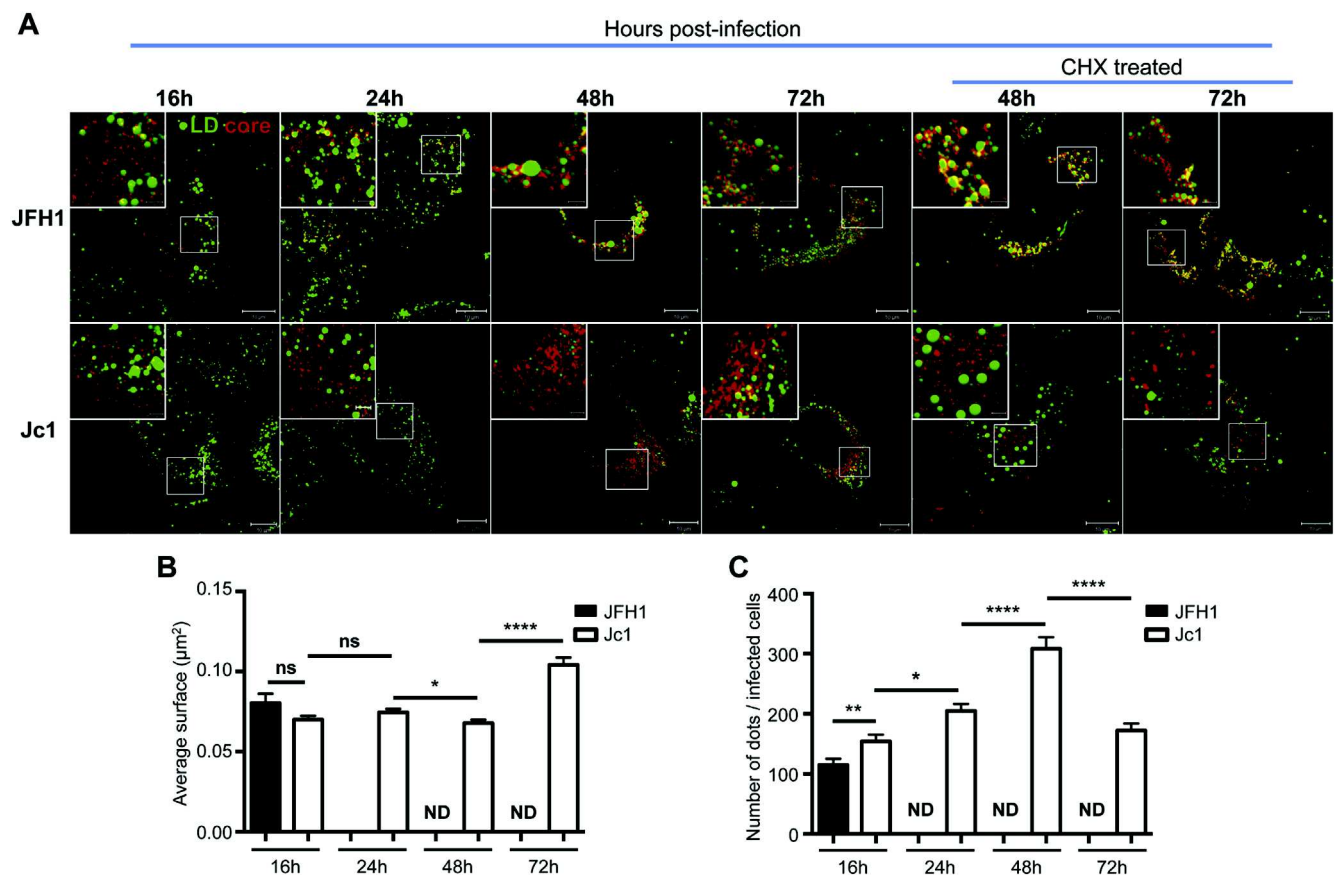 A
Hours post-infection
CHX treated
16h 24h 48h 72h 48h 72h
LD core
JFH1
Jc1
B
Average surface (µm²)
0.15
0.10
0.05
0.00
ns
ns
*
****
JFH1
Jc1
ND ND
16h 24h 48h 72h
C
Number of dots / infected cells
400
300
200
100
0
**
*
****
****
JFH1
Jc1
ND ND ND
16h 24h 48h 72h